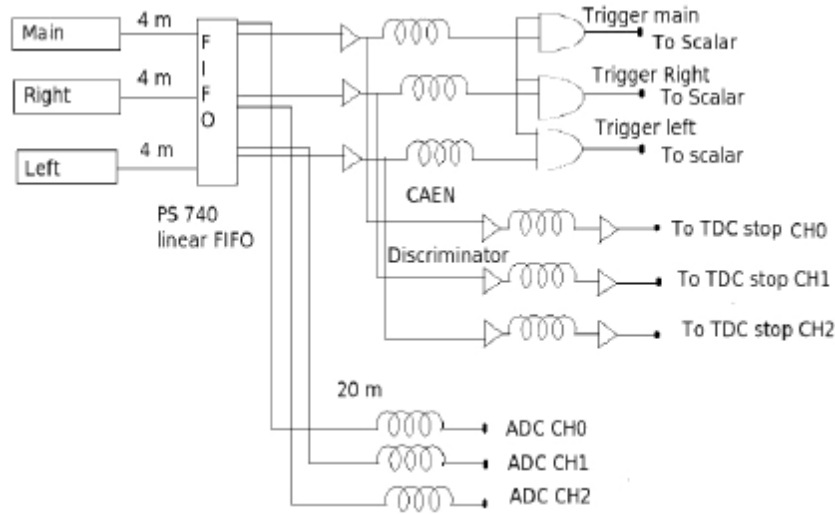 Main
4 m
Right
4 m
Left
4 m
F
I
F
O
PS 740
linear FIFO
Trigger main
To Scalar
Trigger Right
To Scalar
Trigger left
To scalar
CAEN
Discriminator
To TDC stop CH0
To TDC stop CH1
To TDC stop CH2
20 m
ADC CH0
ADC CH1
ADC CH2